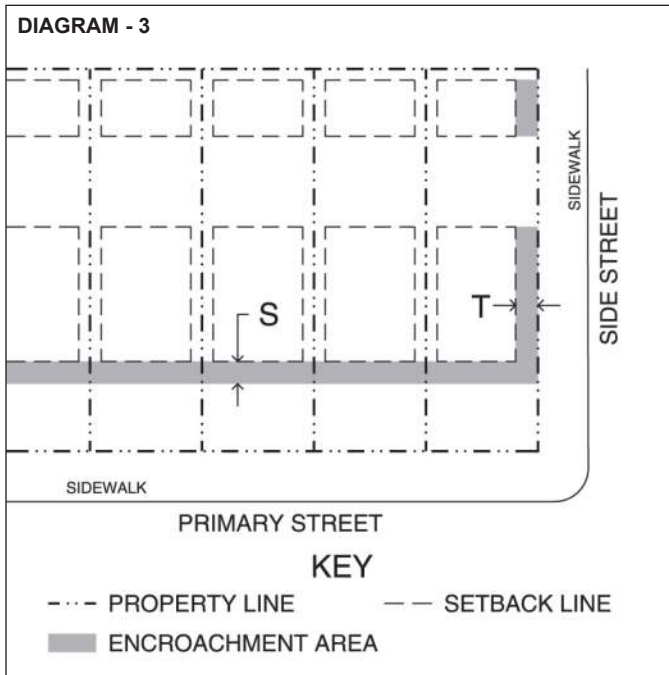 DIAGRAM - 3
SIDEWALK
SIDE STREET
S
T
SIDEWALK
PRIMARY STREET
KEY
PROPERTY LINE
SETBACK LINE
ENCROACHMENT AREA